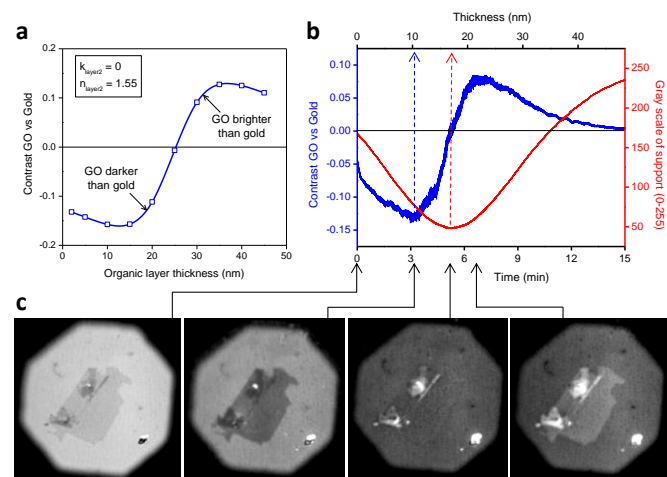 a
k layer2 = 0
n layer2 = 1.55
GO brighter
than gold
GO darker
than gold
0.2
0.1
0.0
-0.1
-0.2
0 10 20 30 40 50
Contrast GO vs Gold
Organic layer thickness (nm)
b
Thickness (nm)
0 10 20 30 40
0.10
0.05
0.00
-0.05
-0.10
-0.15
Contrast GO vs Gold
250
200
150
100
50
Gray scale of support (0-255)
0 3 6 9 12 15
Time (min)
c